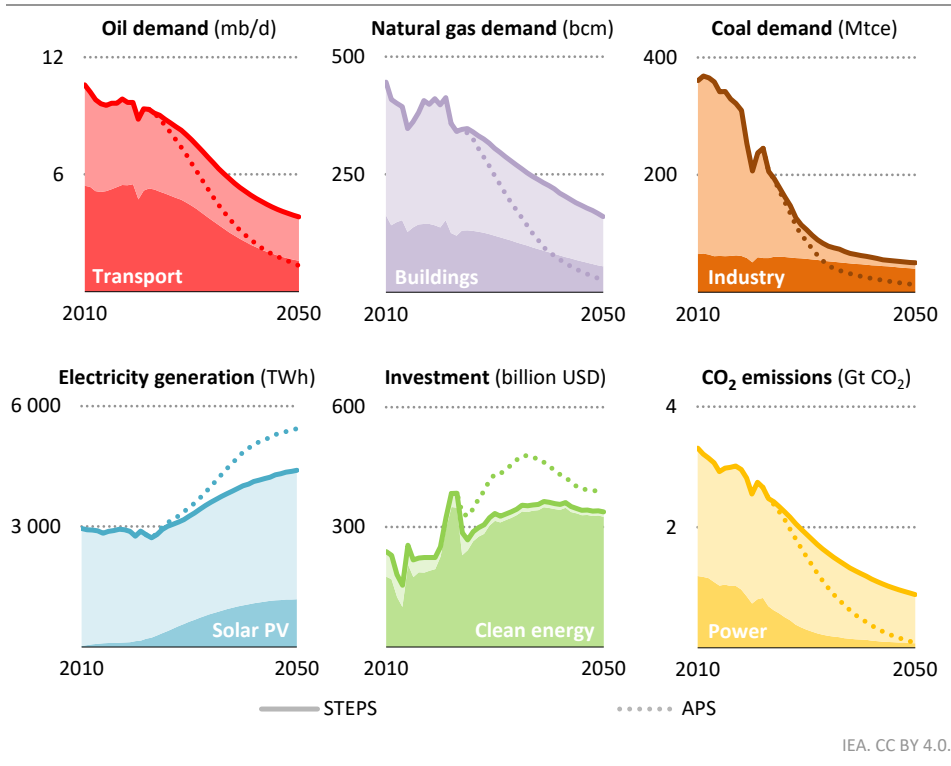 Oil demand (mb/d)
Natural gas demand (bcm)
Coal demand (Mtce)
12
500
400
6
250
200
Transport
Buildings
Industry
2010
2050
2010
2050
2010
2050
Electricity generation (TWh)
Investment (billion USD)
CO₂ emissions (Gt CO₂)
6 000
600
4
3 000
300
2
Solar PV
Clean energy
Power
2010
2050
2010
2050
2010
2050
STEPS
APS
IEA. CC BY 4.0.